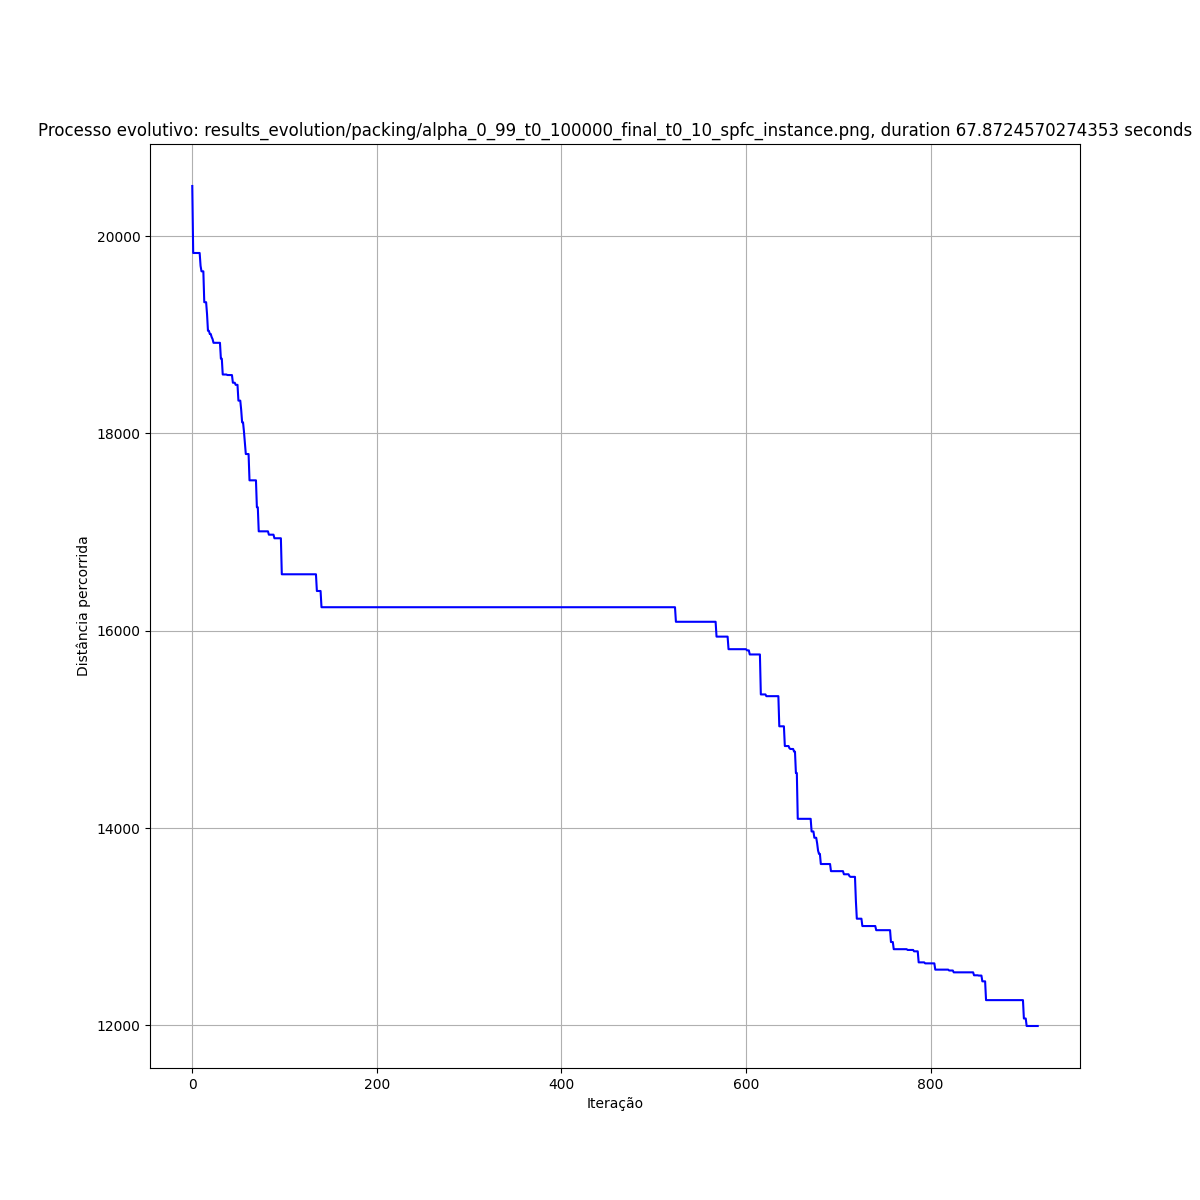 Processo evolutivo: results_evolution/packing/alpha_0_99_t0_100000_final_t0_10_spfc_instance.png, duration 67.8724570274353 seconds
20000
18000
16000
14000
12000
Distância percorrida
0 200 400 600 800
Iteração